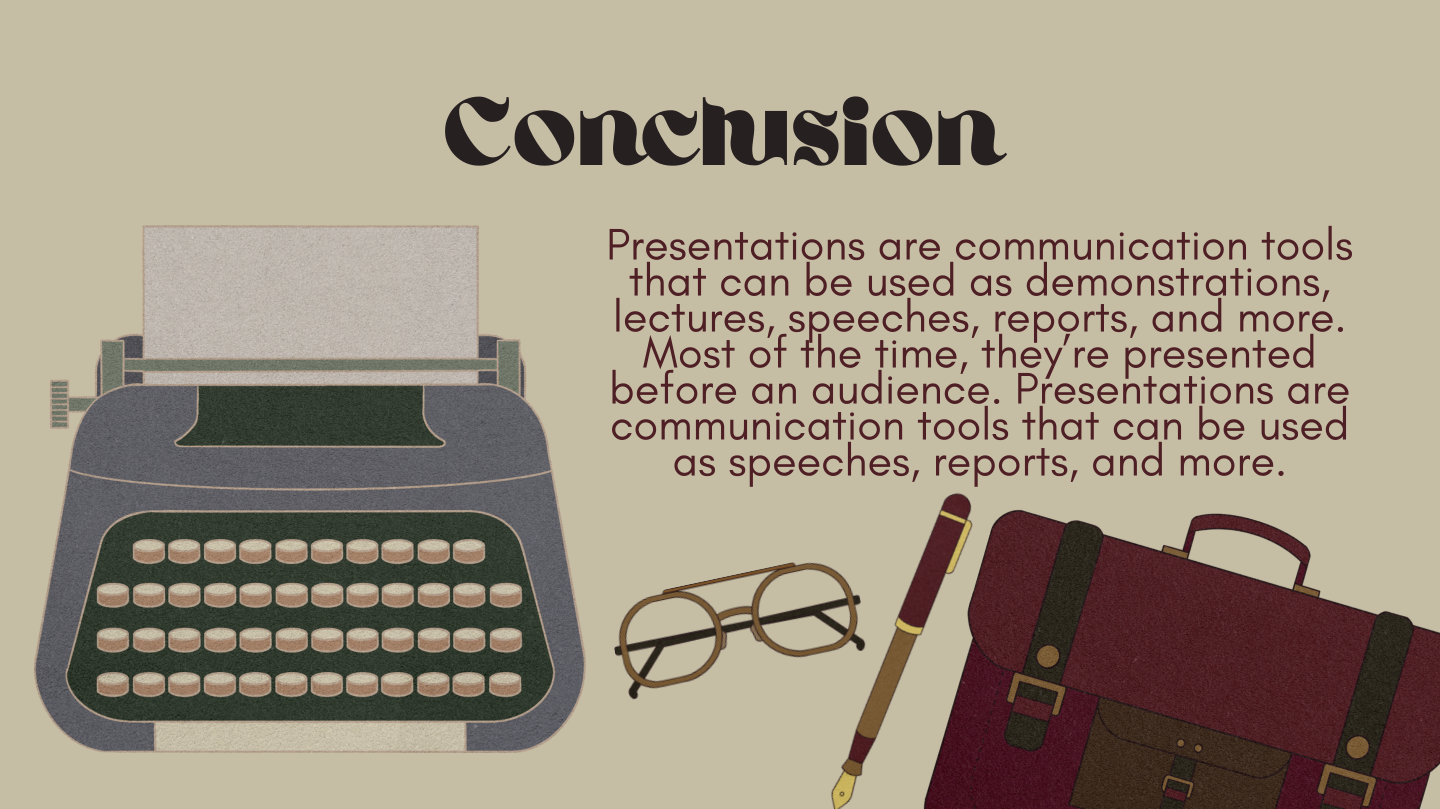 Conclusion
Presentations are communication tools
that can be used as demonstrations,
lectures, speeches, reports, and more.
Most of the time, they’re presented
before an audience. Presentations are
communication tools that can be used
as speeches, reports, and more.